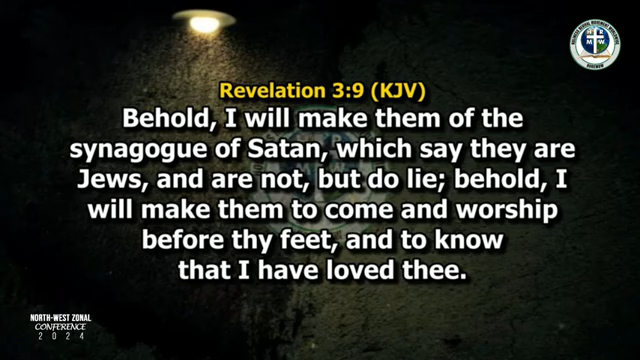 Revelation 3:9 (KJV)
Behold, I will make them of the
synagogue of Satan, which say they are
Jews, and are not, but do lie; behold, I
will make them to come and worship
before thy feet, and to know
that I have loved thee.
NORTH-WEST ZONAL
CONFERENCE
2024